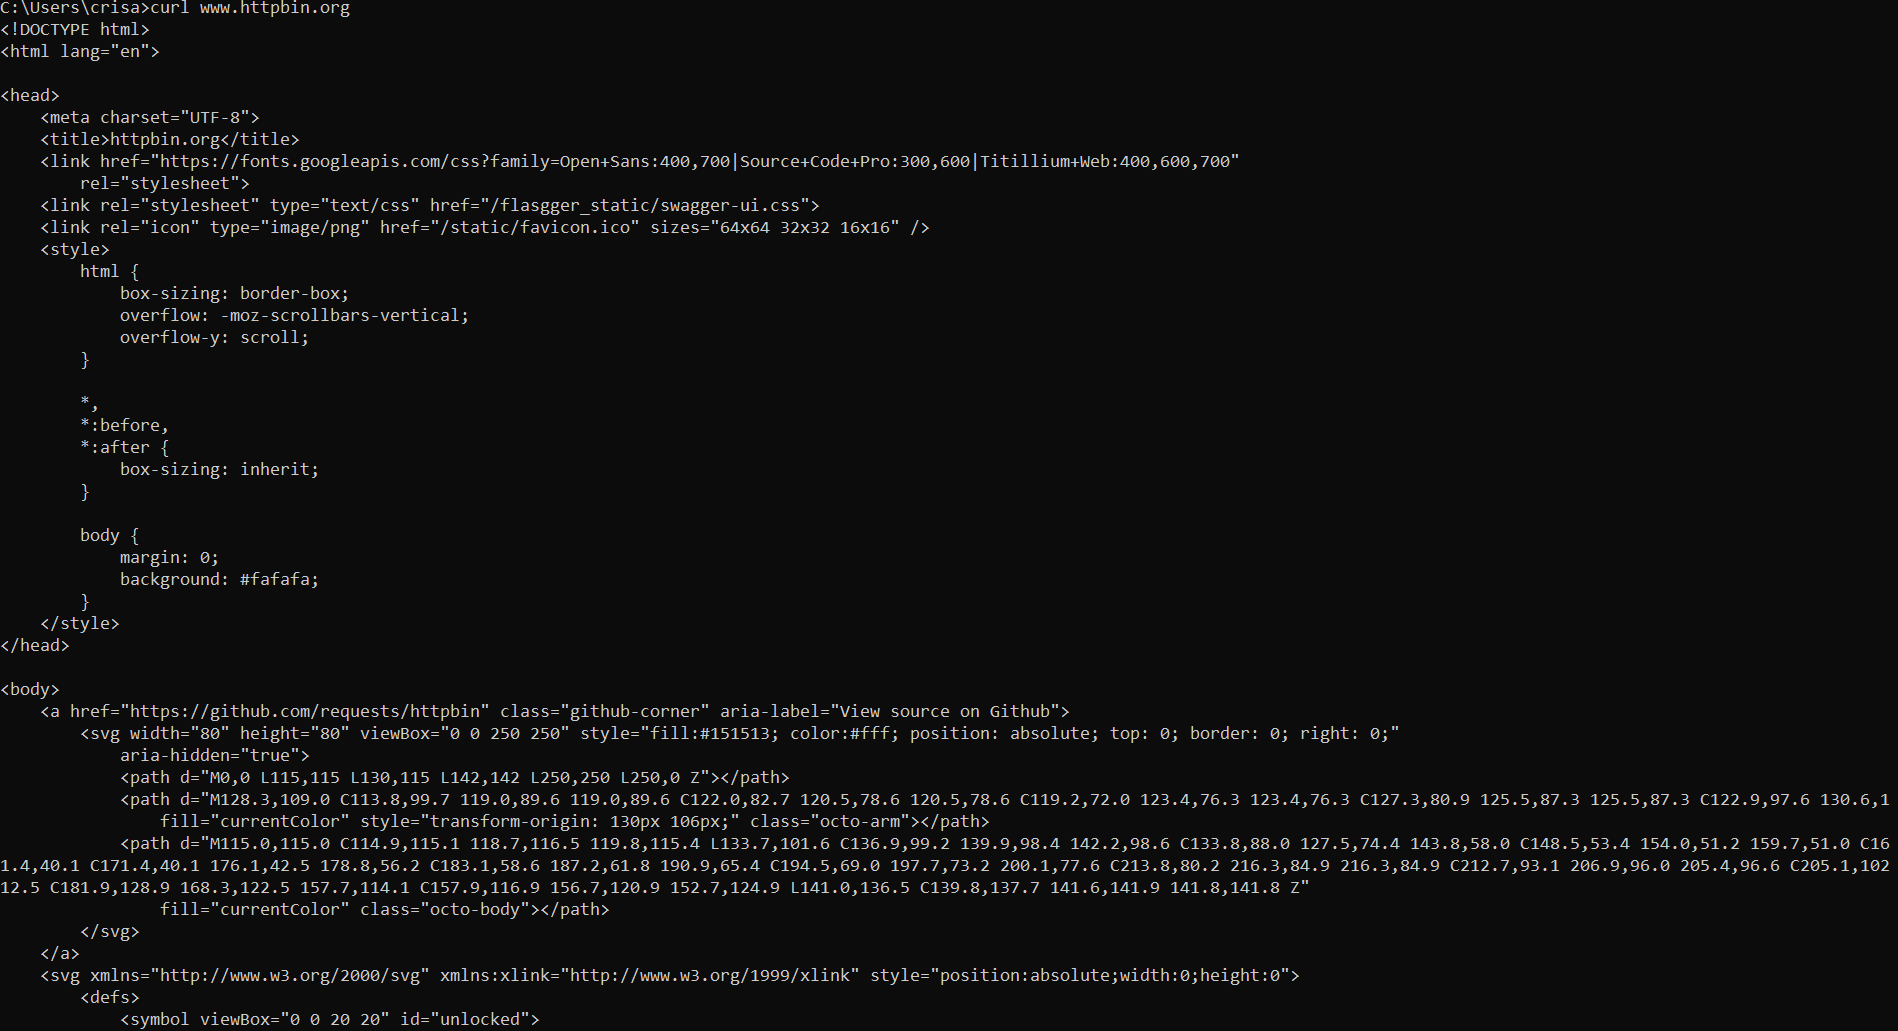 C:\Users\crisa>curl www.httpbin.org
<!DOCTYPE html>
<html lang="en">

<head>
    <meta charset="UTF-8">
    <title>httpbin.org</title>
    <link href="https://fonts.googleapis.com/css?family=Open+Sans:400,700|Source+Code+Pro:300,600|Titillium+Web:400,600,700"
        rel="stylesheet">
    <link rel="stylesheet" type="text/css" href="/flasgger_static/swagger-ui.css">
    <link rel="icon" type="image/png" href="/static/favicon.ico" sizes="64x64 32x32 16x16" />
    <style>
        html {
            box-sizing: border-box;
            overflow: -moz-scrollbars-vertical;
            overflow-y: scroll;
        }

        *,
        *:before,
        *:after {
            box-sizing: inherit;
        }

        body {
            margin: 0;
            background: #fafafa;
        }
    </style>
</head>

<body>
    <a href="https://github.com/requests/httpbin" class="github-corner" aria-label="View source on Github">
        <svg width="80" height="80" viewBox="0 0 250 250" style="fill:#151513; color:#fff; position: absolute; top: 0; border: 0; right: 0;"
            aria-hidden="true">
            <path d="M0,0 L115,115 L130,115 L142,142 L250,250 L250,0 Z"></path>
            <path d="M128.3,109.0 C113.8,99.7 119.0,89.6 119.0,89.6 C122.0,82.7 120.5,78.6 120.5,78.6 C119.2,72.0 123.4,76.3 123.4,76.3 C127.3,80.9 125.5,87.3 125.5,87.3 C122.9,97.6 130.6,1
                fill="currentColor" style="transform-origin: 130px 106px;" class="octo-arm"></path>
            <path d="M115.0,115.0 C114.9,115.1 118.7,116.5 119.8,115.4 L133.7,101.6 C136.9,99.2 139.9,98.4 142.2,98.6 C133.8,88.0 127.5,74.4 143.8,58.0 C148.5,53.4 154.0,51.2 159.7,51.0 C16
1.4,40.1 C171.4,40.1 176.1,42.5 178.8,56.2 C183.1,58.6 187.2,61.8 190.9,65.4 C194.5,69.0 197.7,73.2 200.1,77.6 C213.8,80.2 216.3,84.9 216.3,84.9 C212.7,93.1 206.9,96.0 205.4,96.6 C205.1,102
12.5 C181.9,128.9 168.3,122.5 157.7,114.1 C157.9,116.9 156.7,120.9 152.7,124.9 L141.0,136.5 C139.8,137.7 141.6,141.9 141.8,141.8 Z"
                fill="currentColor" class="octo-body"></path>
        </svg>
    </a>
    <svg xmlns="http://www.w3.org/2000/svg" xmlns:xlink="http://www.w3.org/1999/xlink" style="position:absolute;width:0;height:0">
        <defs>
            <symbol viewBox="0 0 20 20" id="unlocked">